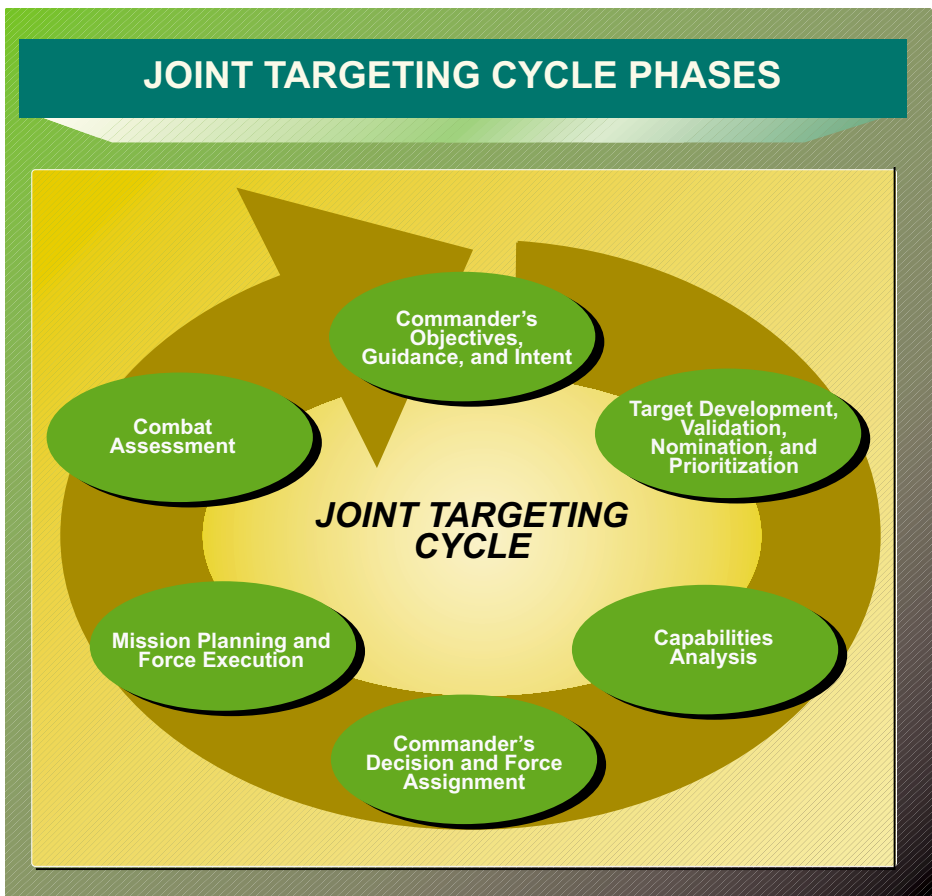 JOINT TARGETING CYCLE PHASES
Commander’s
Objectives,
Guidance, and Intent
Target Development,
Validation,
Nomination, and
Prioritization
Capabilities
Analysis
Commander’s
Decision and Force
Assignment
Mission Planning and
Force Execution
Combat
Assessment
JOINT TARGETING
CYCLE